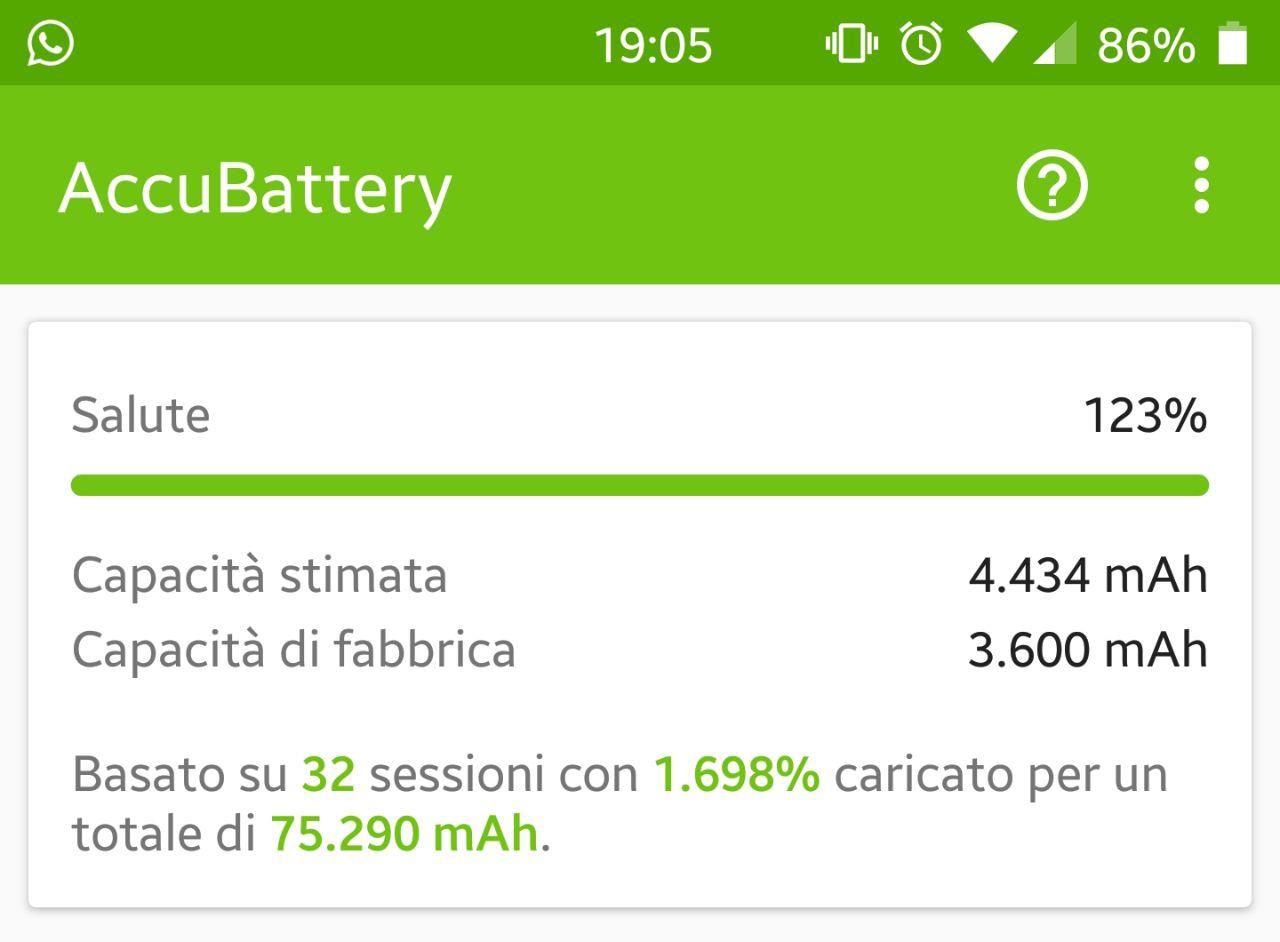 19:05 86%
AccuBattery
Salute 123%
Capacità stimata 4.434 mAh
Capacità di fabbrica 3.600 mAh
Basato su 32 sessioni con 1.698% caricato per un
totale di 75.290 mAh.